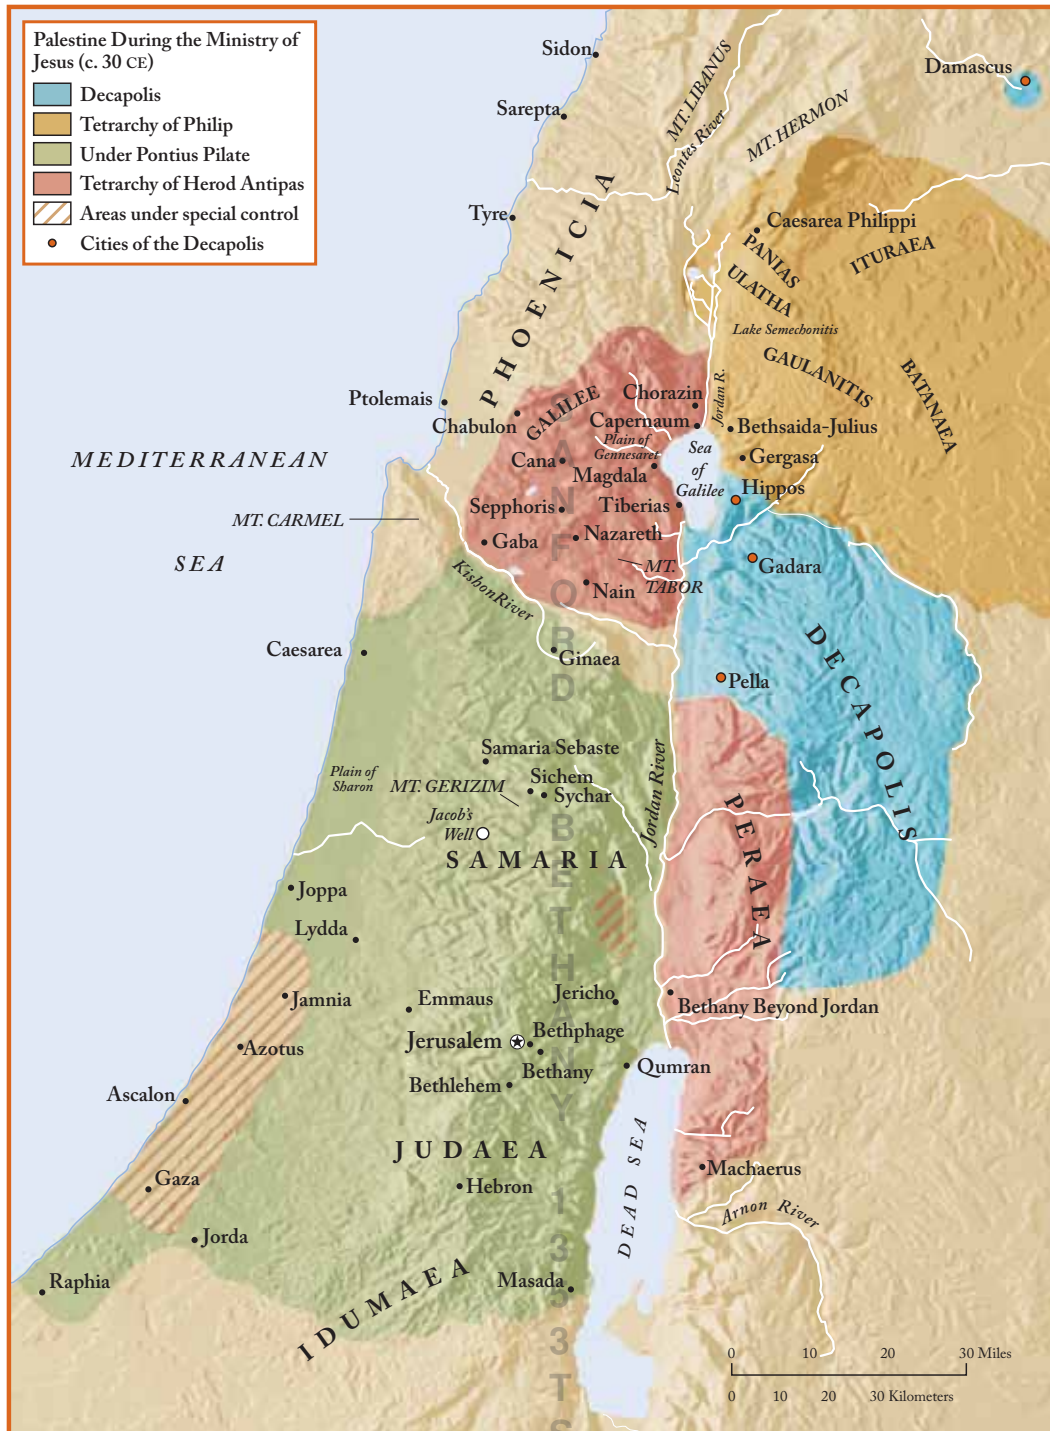 Palestine During the Ministry of
Jesus (c. 30 CE)
Decapolis
Tetrarchy of Philip
Under Pontius Pilate
Tetrarchy of Herod Antipas
Areas under special control
Cities of the Decapolis
Sidon
Damascus
Sarepta
MT. LIBANUS
Leontes River
MT. HERMON
Tyre
PHOENICIA
Caesarea Philippi
PANIAS
ITURAEA
ULATHA
Lake Semechonitis
GAULANITIS
BATANAEA
Jordan R.
Ptolemais
Chabulon
GALILEE
Chorazin
Capernaum
Bethsaida-Julius
Plain of
Gennesaret
Sea
of
Galilee
Gergasa
MEDITERRANEAN
SEA
Cana
Magdala
Hippos
Sepphoris
Tiberias
MT. CARMEL
Gaba
Nazareth
MT.
TABOR
Gadara
Kishon River
Nain
DECAPOLIS
Caesarea
Ginaea
Pella
Samaria Sebaste
Plain of
Sharon
MT. GERIZIM
Sichem
Sychar
Jordan River
Jacob's
Well
SAMARIA
PERAEA
Joppa
Lydda
Jamnia
Emmaus
Jericho
Bethany Beyond Jordan
Jerusalem
Bethphage
Azotus
Bethany
Qumran
Bethlehem
Ascalon
JUDAEA
DEAD SEA
Machaerus
Gaza
Hebron
Arnon River
Jorda
IDUMAEA
Masada
Raphia
0 10 20 30 Miles
0 10 20 30 Kilometers
SANFORD
BETHANY
1333TS